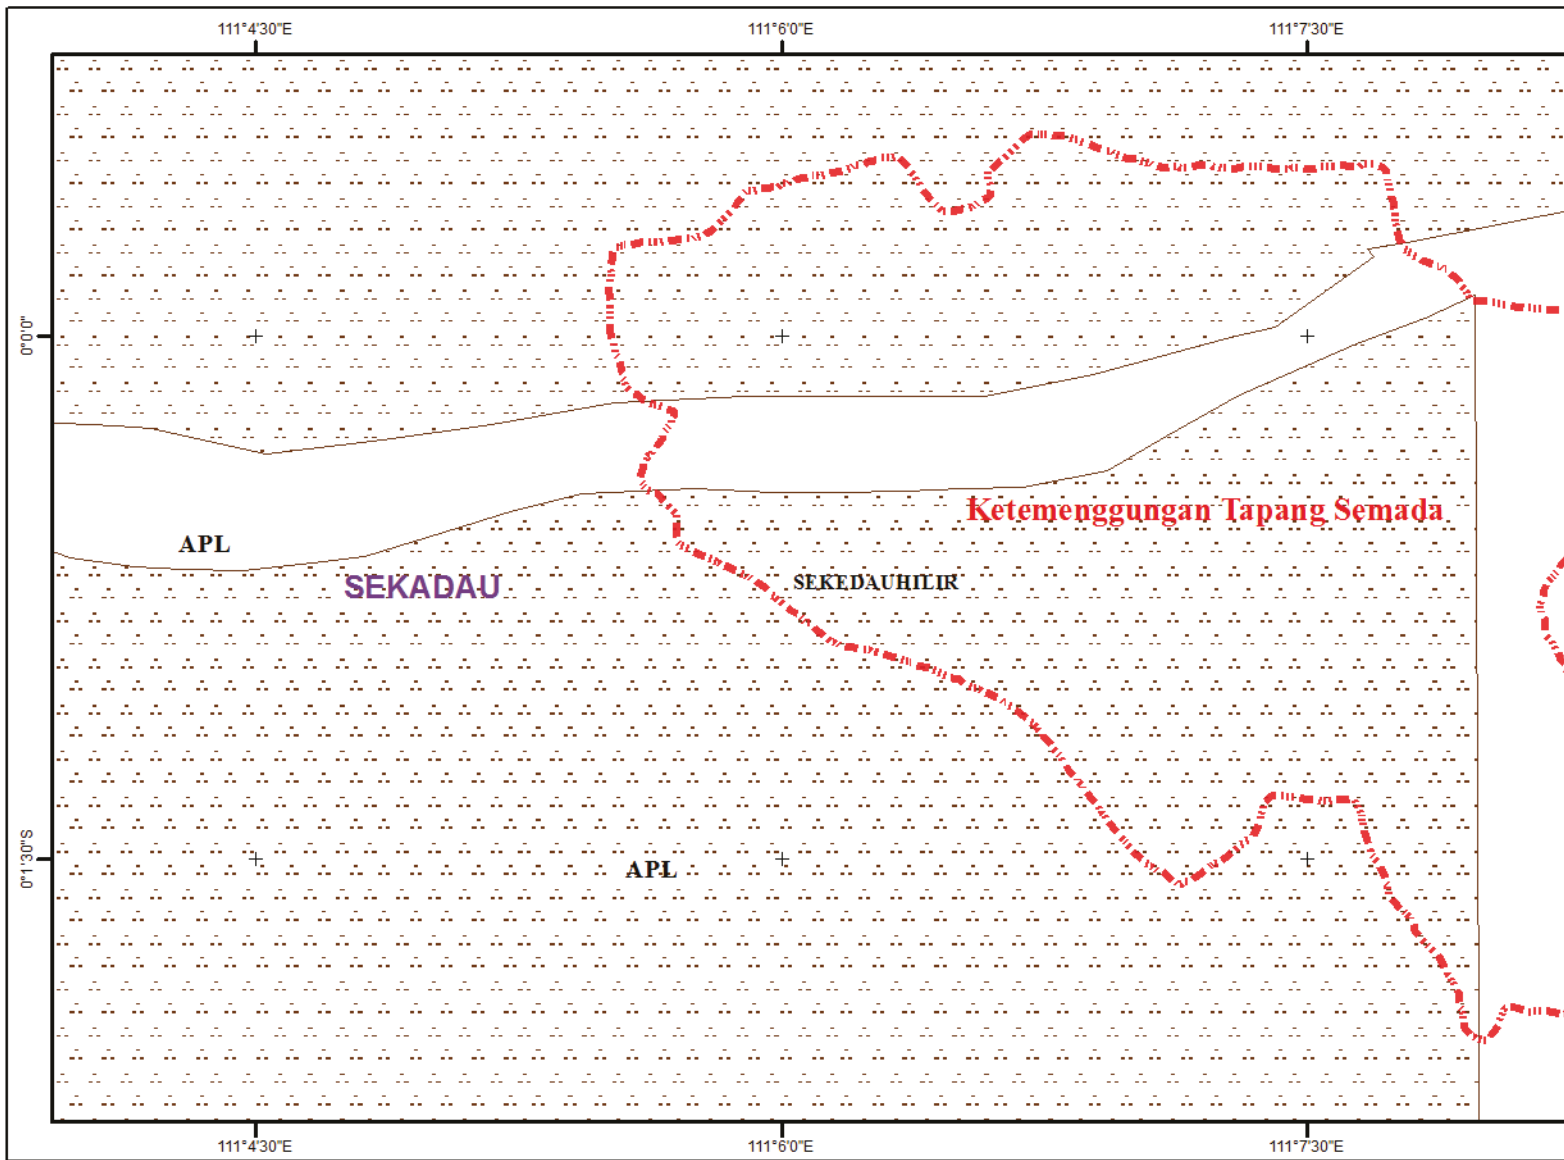 111°4'30"E
111°6'0"E
111°7'30"E
0°0'0"
Ketemenggungan Tapang Semada
APL
SEKADAU
SEKEDAUHILIR
0°1'30"S
APL
111°4'30"E
111°6'0"E
111°7'30"E